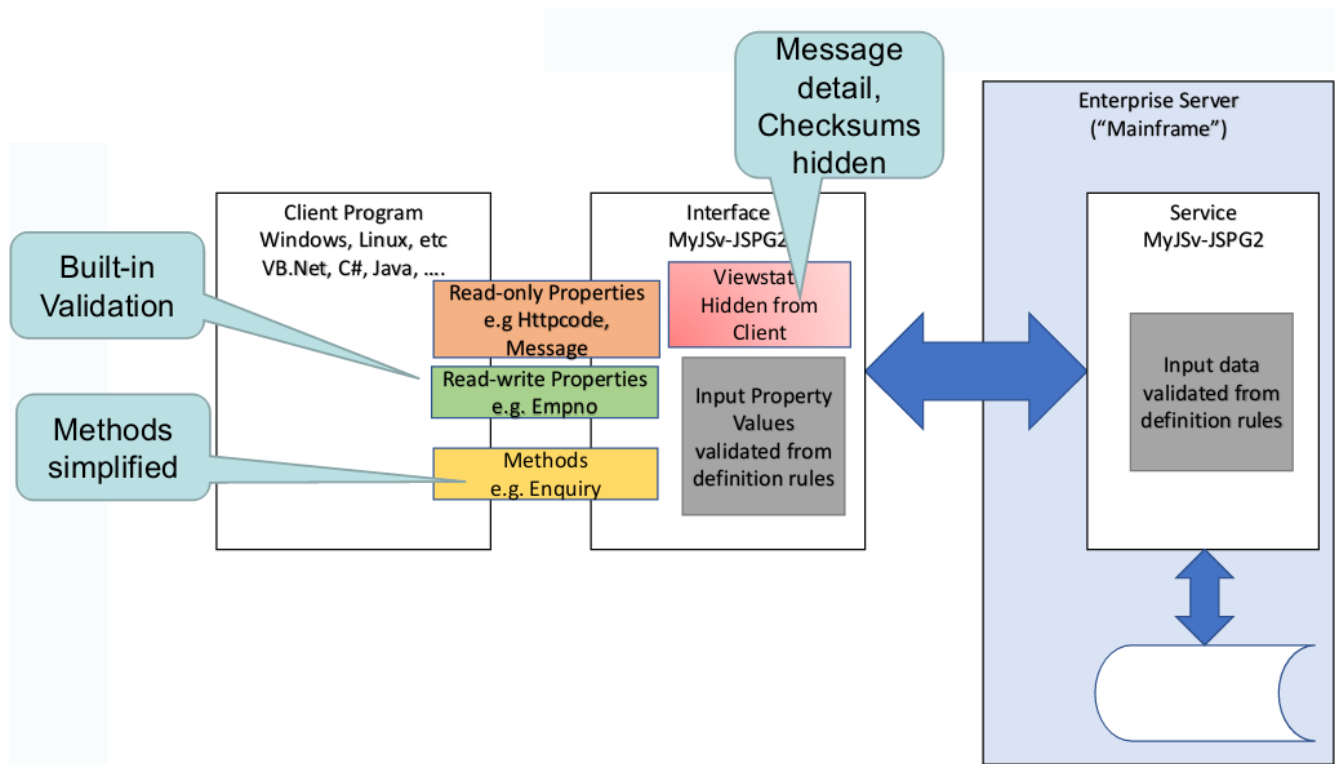 Message
detail,
Checksums
hidden
Enterprise Server
(“Mainframe”)
Client Program
Windows, Linux, etc
VB.Net, C#, Java, ....
Interface
MyJSv-JSPG2
Service
MyJSv-JSPG2
Built-in
Validation
Read-only Properties
e.g Httpcode,
Message
Viewstat
Hidden from
Client
Read-write Properties
e.g. Empno
Input Property
Values
validated from
definition rules
Input data
validated from
definition rules
Methods
simplified
Methods
e.g. Enquiry